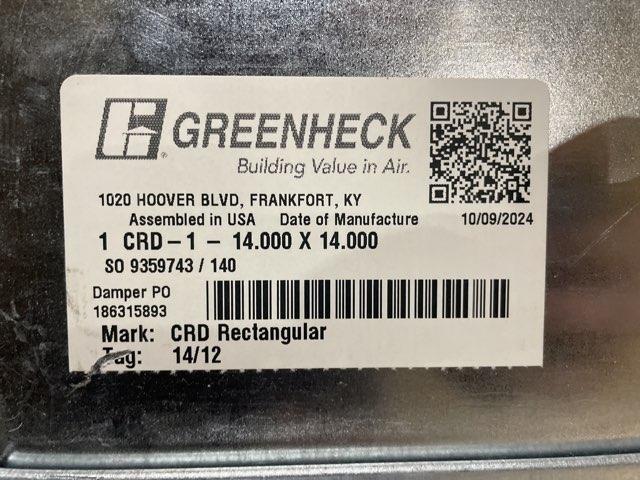 GREENHECK
Building Value in Air.
1020 HOOVER BLVD, FRANKFORT, KY
Assembled in USA Date of Manufacture 10/09/2024
1 CRD-1 - 14.000 X 14.000
SO 9359743 / 140
Damper PO
186315893
Mark: CRD Rectangular
Tag: 14/12